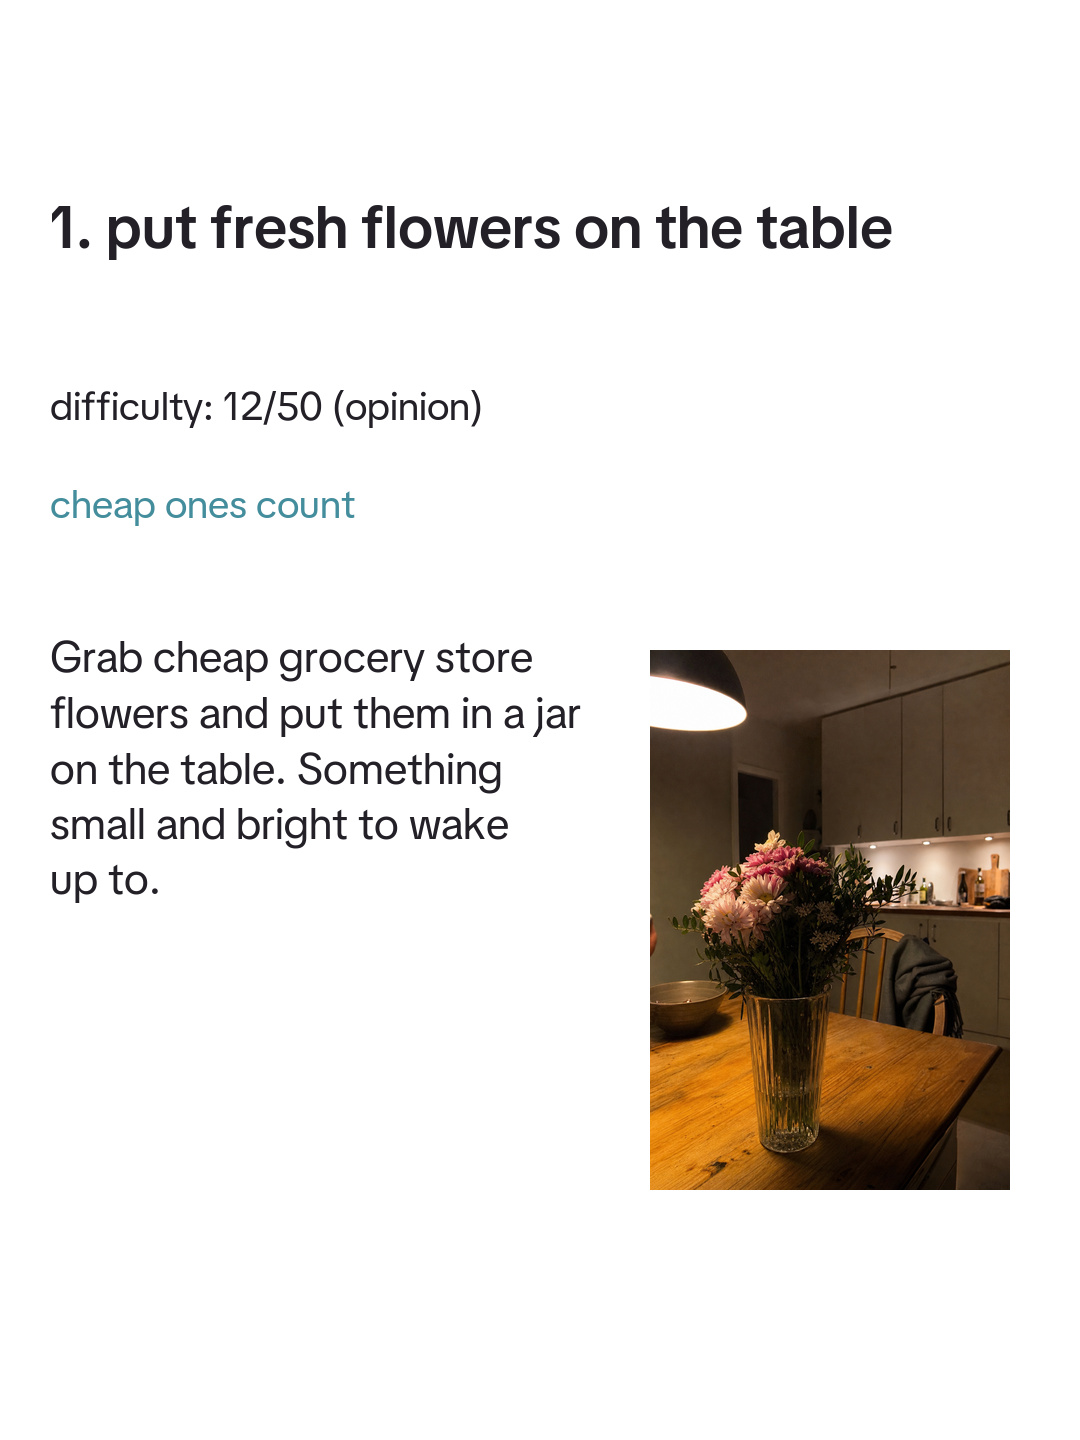 1. put fresh flowers on the table
difficulty: 12/50 (opinion)
cheap ones count
Grab cheap grocery store
flowers and put them in a jar
on the table. Something
small and bright to wake
up to.